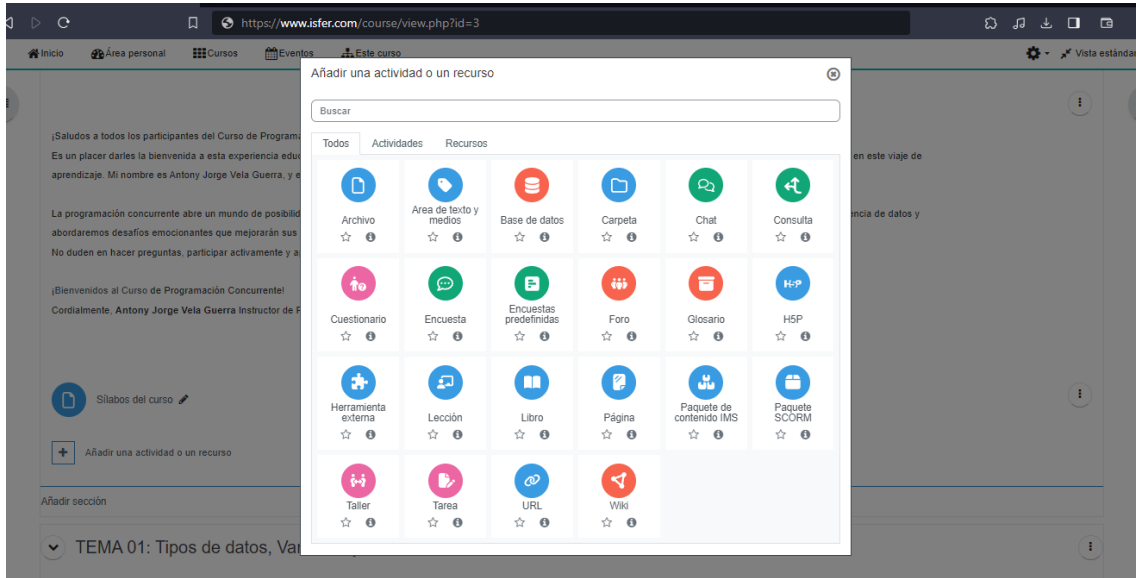 https://www.isfer.com/course/view.php?id=3
Inicio Área personal Cursos Eventos Este curso Vista estándar
Añadir una actividad o un recurso
Buscar
Todos Actividades Recursos
¡Saludos a todos los participantes del Curso de
Es un placer darles la bienvenida a esta experiencia en este viaje de
aprendizaje. Mi nombre es Antony Jorge Vela Guerra, y
La programación concurrente abre un mundo de de datos y
abordaremos desafíos emocionantes que mejorarán sus
No duden en hacer preguntas, participar activamente y
¡Bienvenidos al Curso de Programación Concurrente!
Cordialmente, Antony Jorge Vela Guerra Instructor de
Archivo
Area de texto y
medios
Base de datos
Carpeta
Chat
Consulta
Cuestionario
Encuesta
Encuestas
predefinidas
Foro
Glosario
H5P
H5P
Herramienta
externa
Lección
Libro
Página
Paquete de
contenido IMS
Paquete
SCORM
Taller
Tarea
URL
Wiki
Sílabos del curso
Añadir una actividad o un recurso
Añadir sección
TEMA 01: Tipos de datos,